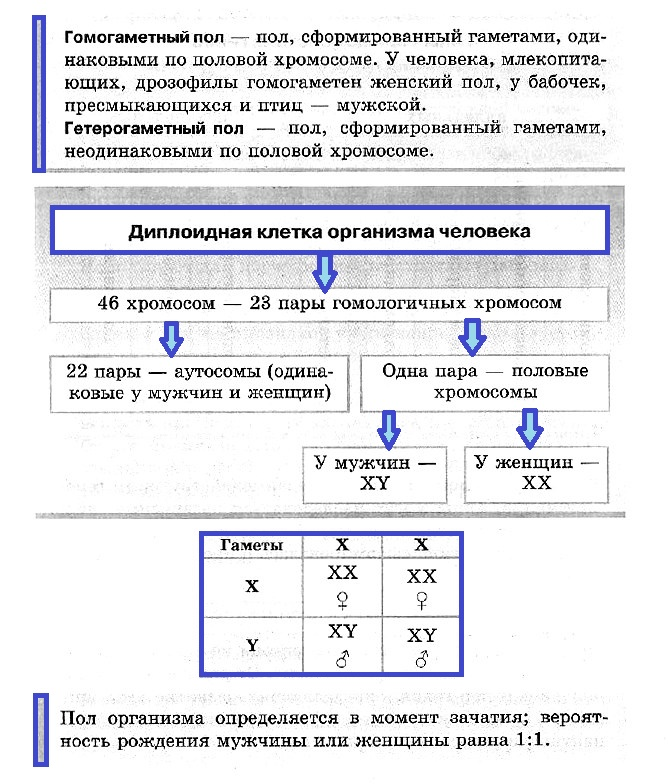 Гомогаметный пол — пол, сформированный гаметами, оди-
наковыми по половой хромосоме. У человека, млекопита-
ющих, дрозофилы гомогаметен женский пол, у бабочек,
пресмыкающихся и птиц — мужской.
Гетерогаметный пол — пол, сформированный гаметами,
неодинаковыми по половой хромосоме.
Диплоидная клетка организма человека
46 хромосом — 23 пары гомологичных хромосом
22 пары — аутосомы (одина-
ковые у мужчин и женщин)
Одна пара — половые
хромосомы
У мужчин —
XY
У женщин —
XX
Гаметы X X
X XX XX
♀ ♀
Y XY XY
♂ ♂
Пол организма определяется в момент зачатия; вероят-
ность рождения мужчины или женщины равна 1:1.